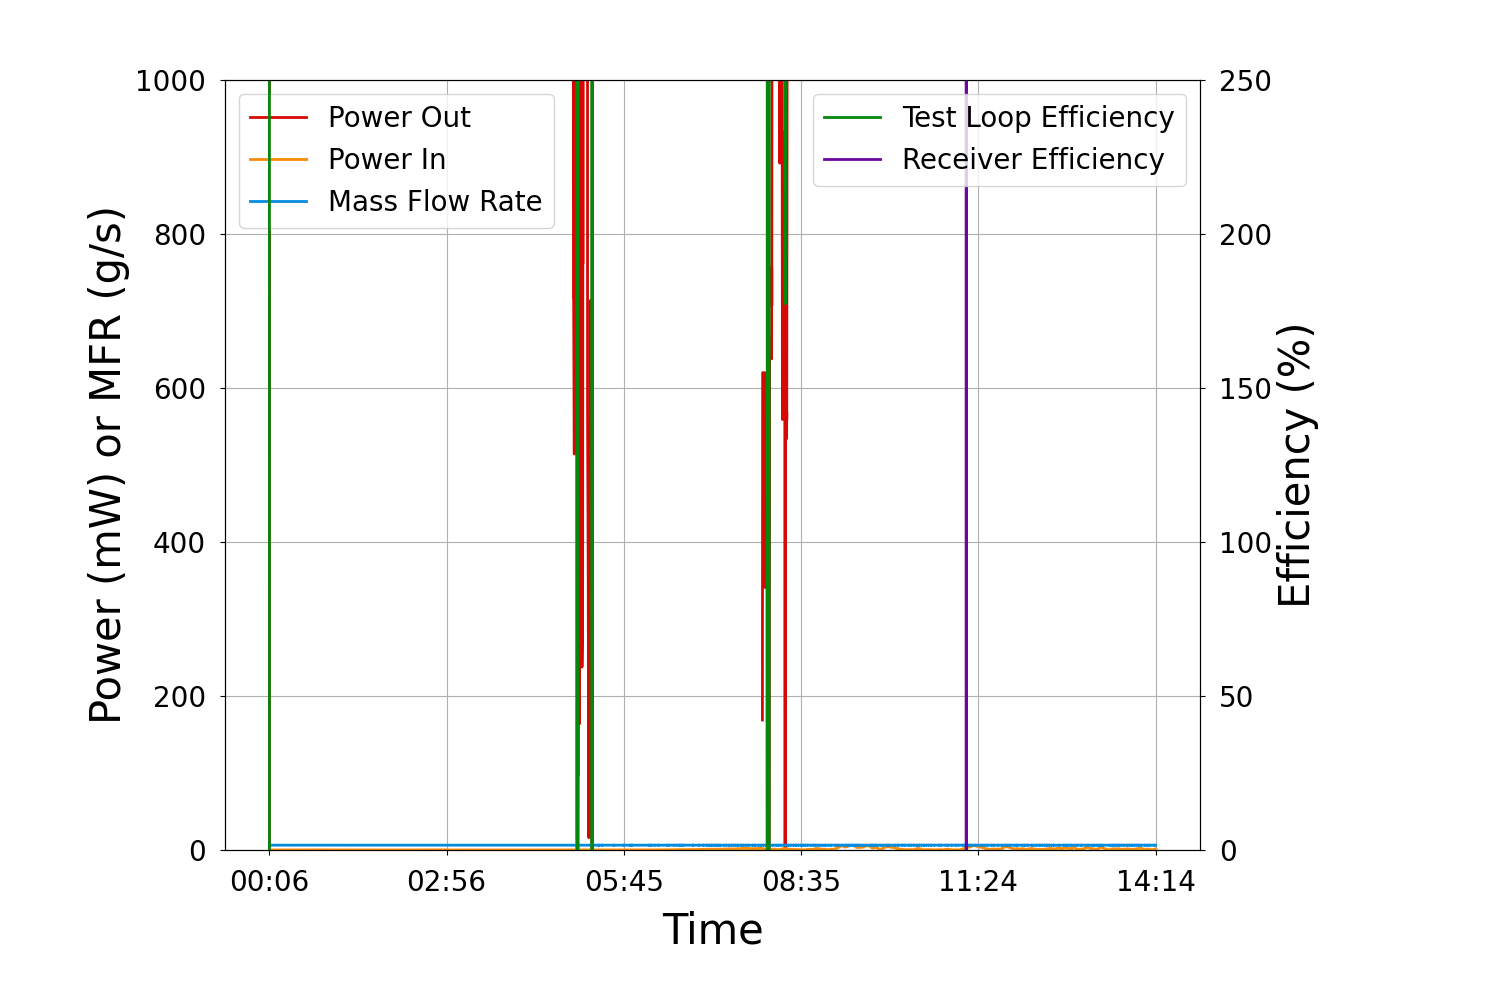 1000
800
600
400
200
0
Power (mW) or MFR (g/s)
Power Out
Power In
Mass Flow Rate
Test Loop Efficiency
Receiver Efficiency
250
200
150
100
50
0
Efficiency (%)
00:06 02:56 05:45 08:35 11:24 14:14
Time